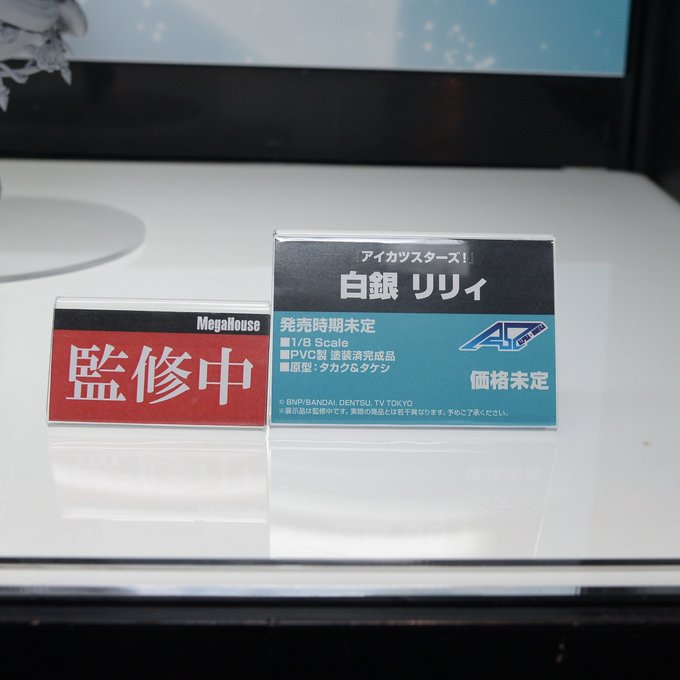 MegaHouse
監修中
『アイカツスターズ!』
白銀 リリィ
発売時期未定
■1/8 Scale
■PVC製 塗装済完成品
■原型:タカク&タケシ
ALPHA×OMEGA
価格未定
© BNP/BANDAI, DENTSU, TV TOKYO
※展示品は監修中です。実際の商品とは若干異なります。予めご了承ください。